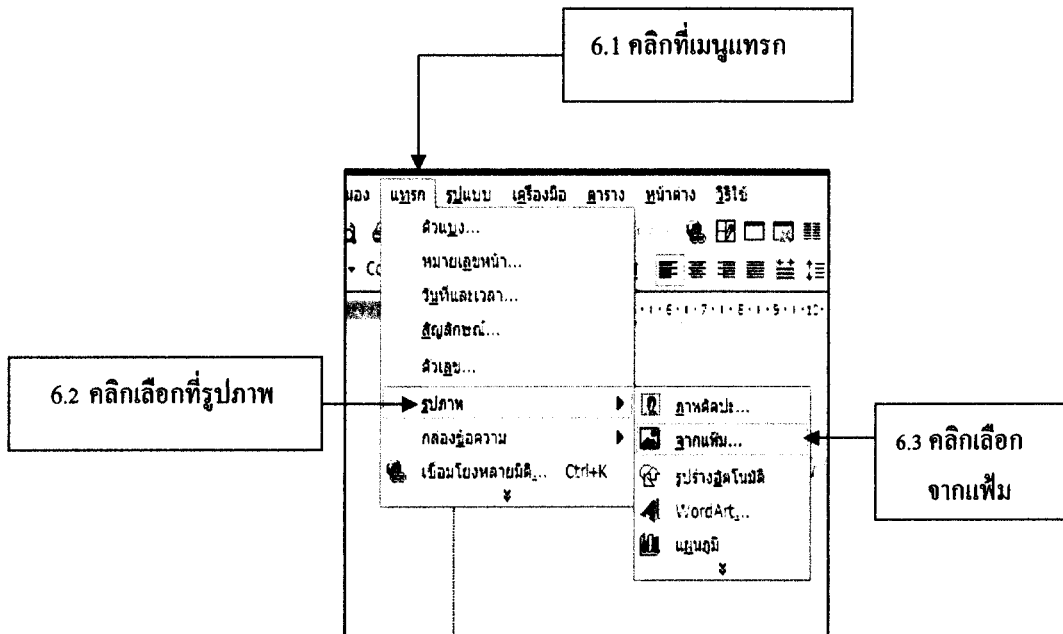 6.1 คลิกที่เมนูแทรก
มมอง แทรก รูปแบบ เครื่องมือ ตาราง หน้าต่าง วิธีใช้
ตัวแบ่ง...
หมายเลขหน้า...
วันที่และเวลา...
สัญลักษณ์...
ตัวเลข...
6.2 คลิกเลือกที่รูปภาพ
รูปภาพ
กล่องข้อความ
เชื่อมโยงหลายมิติ... Ctrl+K
ภาพศิลปะ...
จากแฟ้ม...
รูปร่างอัตโนมัติ
WordArt...
แผนภูมิ
6.3 คลิกเลือก
จากแฟ้ม